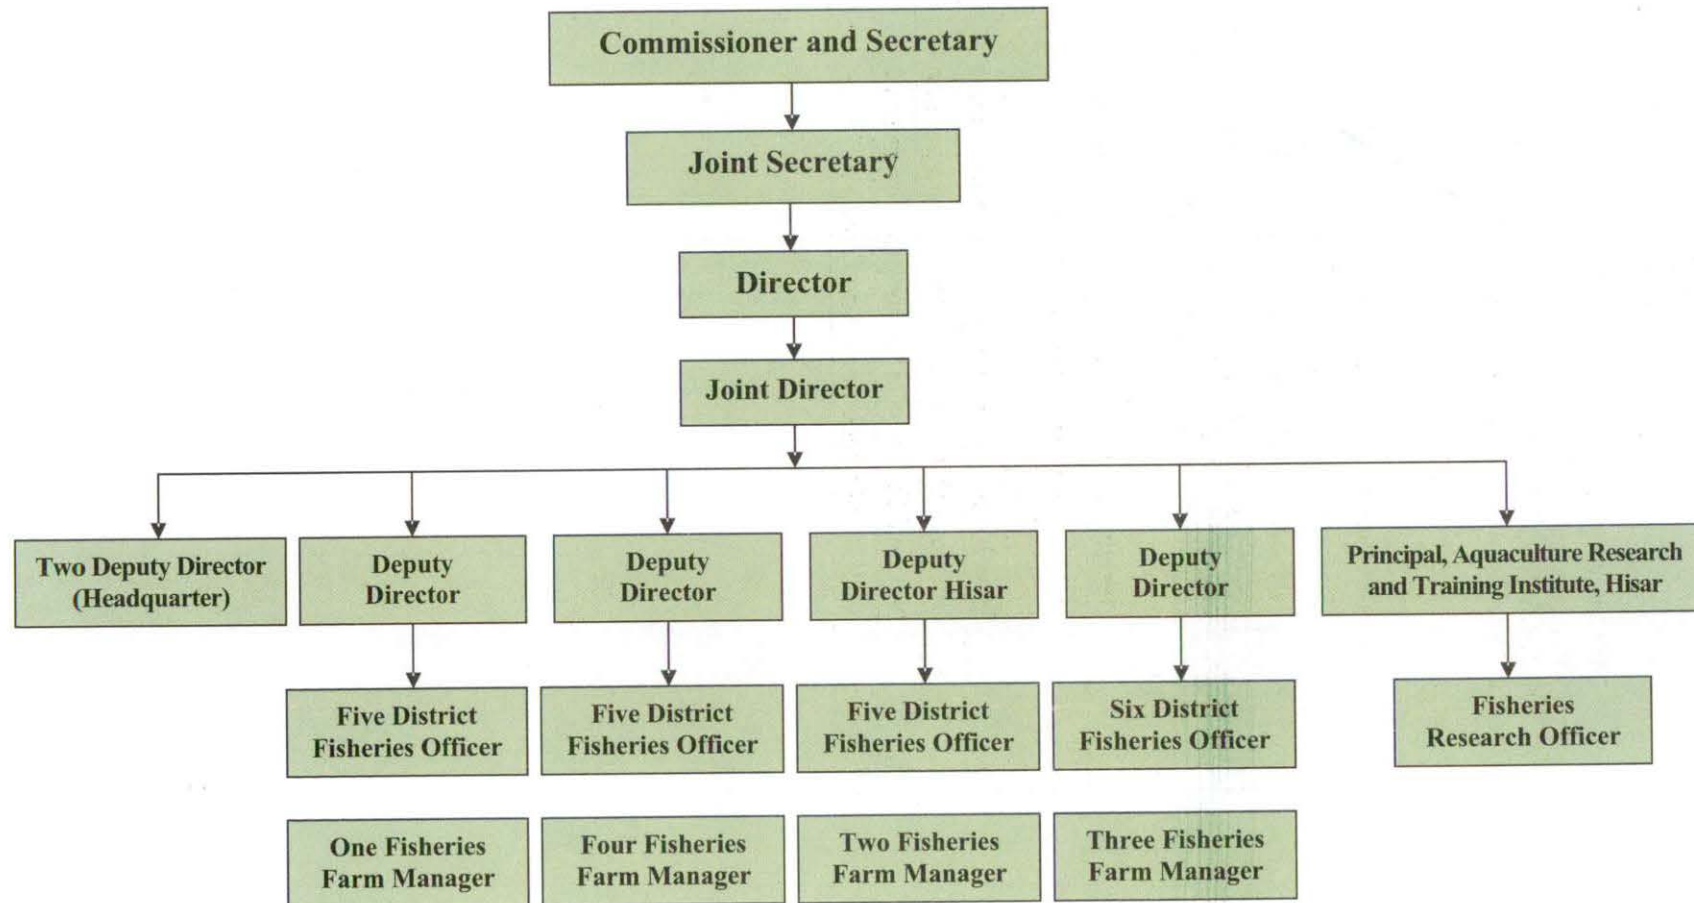 Commissioner and Secretary
Joint Secretary
Director
Joint Director
Two Deputy Director
(Headquarter)
Deputy
Director
Deputy
Director
Deputy
Director Hisar
Deputy
Director
Principal, Aquaculture Research
and Training Institute, Hisar
Five District
Fisheries Officer
Five District
Fisheries Officer
Five District
Fisheries Officer
Six District
Fisheries Officer
Fisheries
Research Officer
One Fisheries
Farm Manager
Four Fisheries
Farm Manager
Two Fisheries
Farm Manager
Three Fisheries
Farm Manager